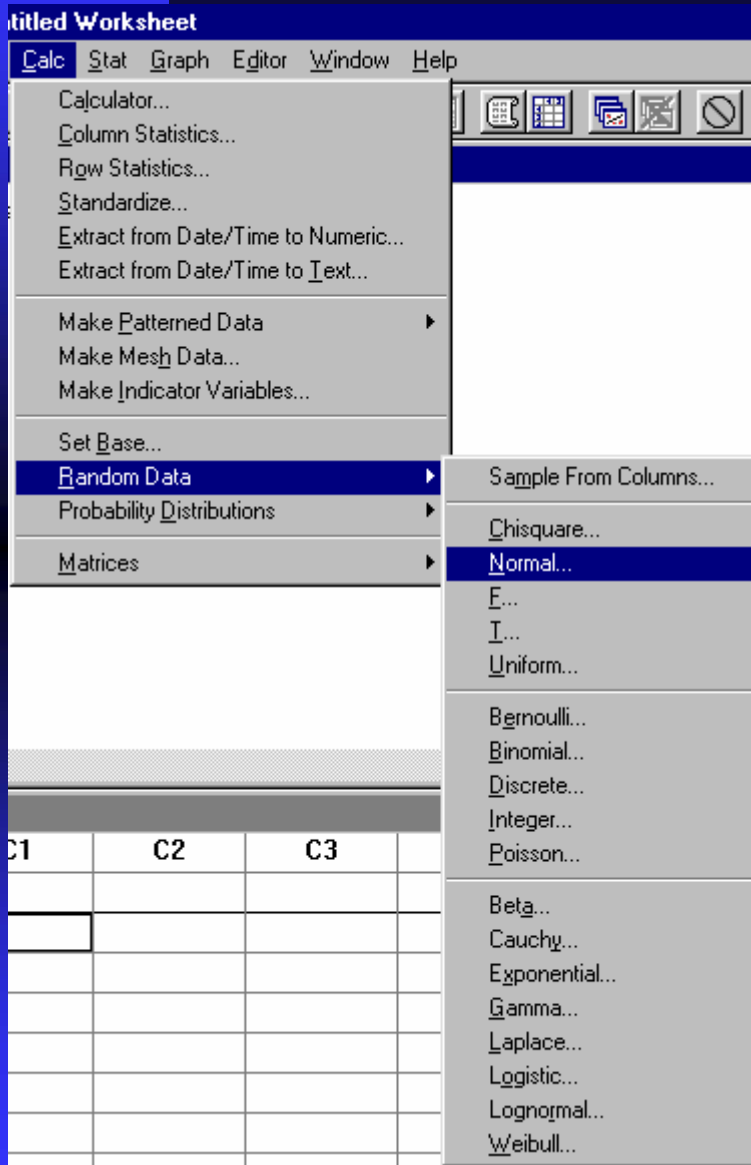 titled Worksheet
Calc Stat Graph Editor Window Help
Calculator...
Column Statistics...
Row Statistics...
Standardize...
Extract from Date/Time to Numeric...
Extract from Date/Time to Text...
Make Patterned Data
Make Mesh Data...
Make Indicator Variables...
Set Base...
Random Data
Probability Distributions
Matrices
Sample From Columns...
Chisquare...
Normal...
F...
T...
Uniform...
Bernoulli...
Binomial...
Discrete...
Integer...
Poisson...
Beta...
Cauchy...
Exponential...
Gamma...
Laplace...
Logistic...
Lognormal...
Weibull...
C1 C2 C3